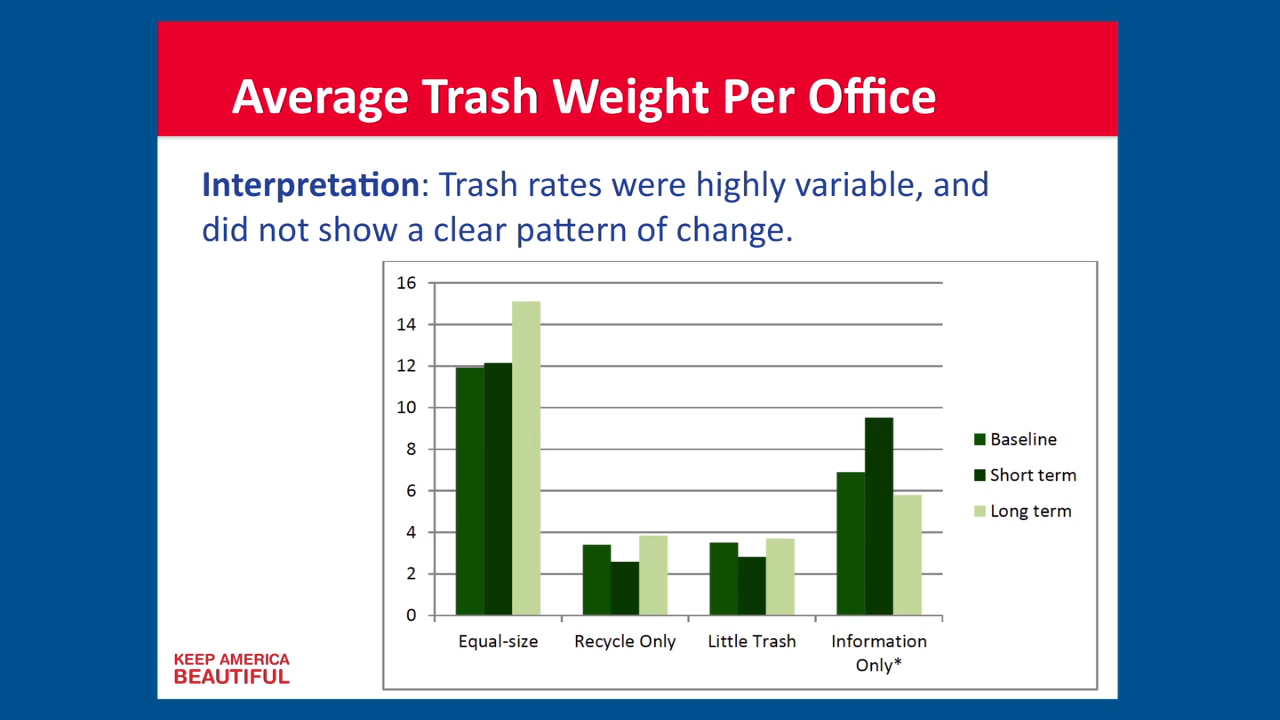 Average Trash Weight Per Office
Interpretation: Trash rates were highly variable, and
did not show a clear pattern of change.
16
14
12
10
8
6
4
2
0
Equal-size
Recycle Only
Little Trash
Information
Only*
Baseline
Short term
Long term
KEEP AMERICA
BEAUTIFUL